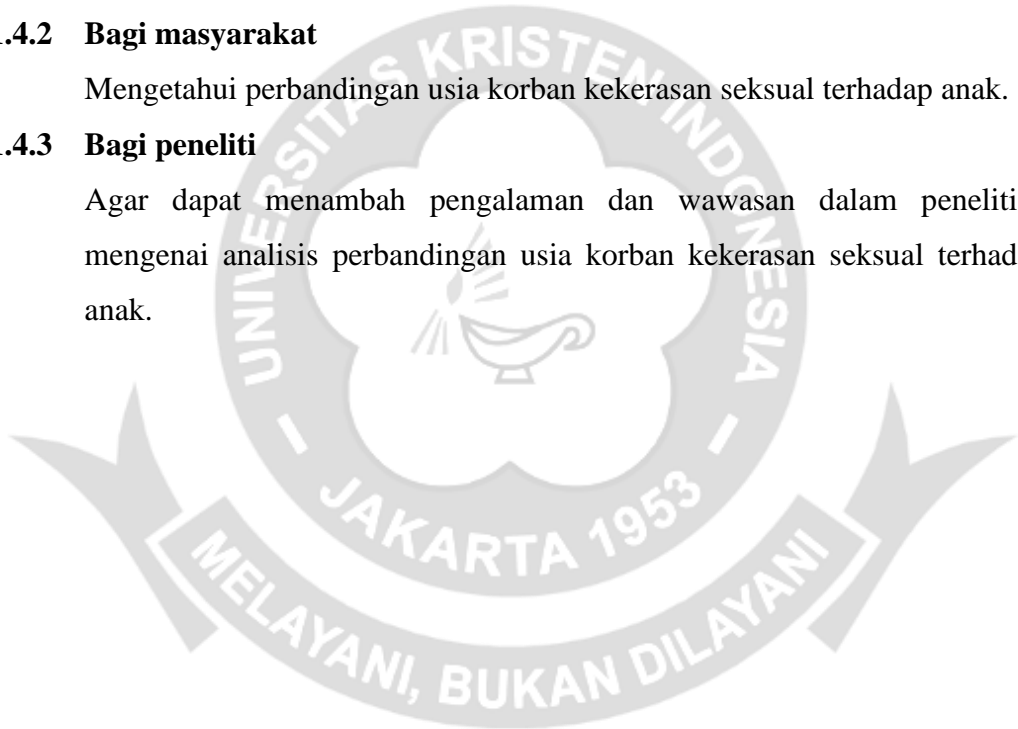 .4.2 Bagi masyarakat
Mengetahui perbandingan usia korban kekerasan seksual terhadap anak.
.4.3 Bagi peneliti
Agar dapat menambah pengalaman dan wawasan dalam peneliti
mengenai analisis perbandingan usia korban kekerasan seksual terhad
anak.
UNIVERSITAS KRISTEN INDONESIA
- JAKARTA 1953 -
MELAYANI, BUKAN DILAYANI